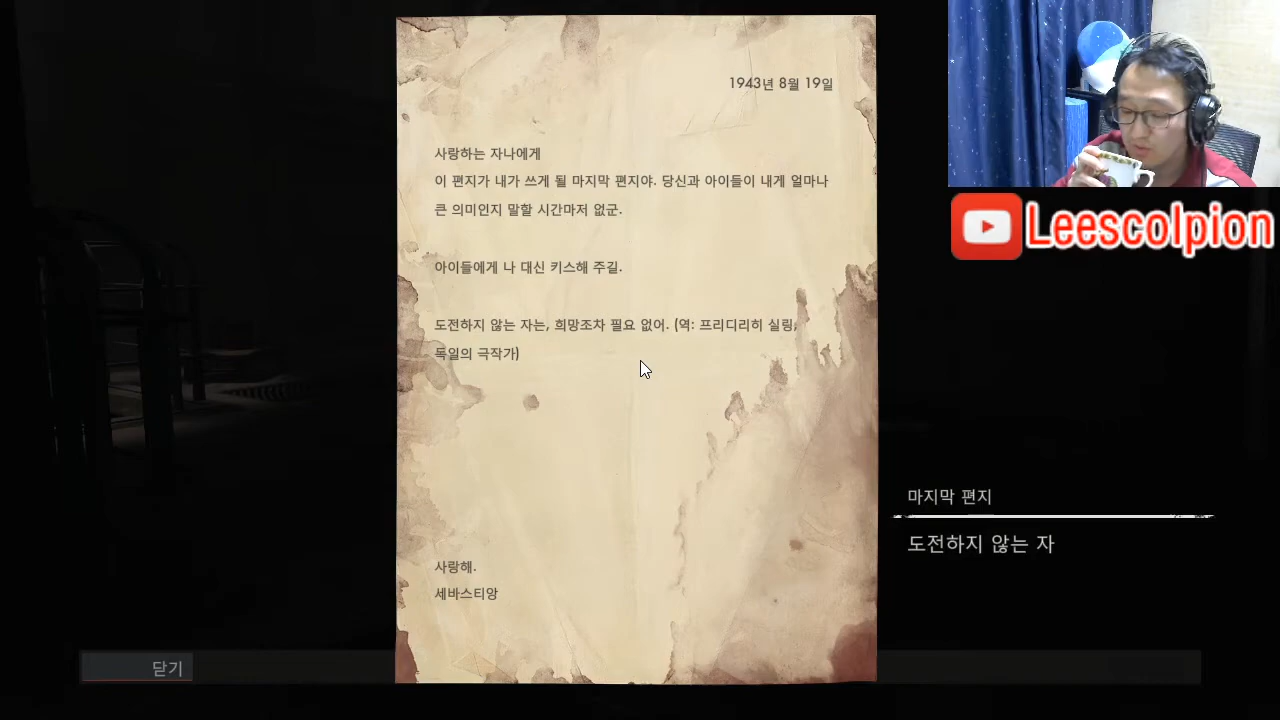 1943년 8월 19일
사랑하는 자나에게
이 편지가 내가 쓰게 될 마지막 편지야. 당신과 아이들이 내게 얼마나
큰 의미인지 말할 시간마저 없군.
아이들에게 나 대신 키스해 주길.
도전하지 않는 자는, 희망조차 필요 없어. (역: 프리디리히 실링,
독일의 극작가)
사랑해.
세바스티앙
Leescolpion
마지막 편지
도전하지 않는 자
닫기